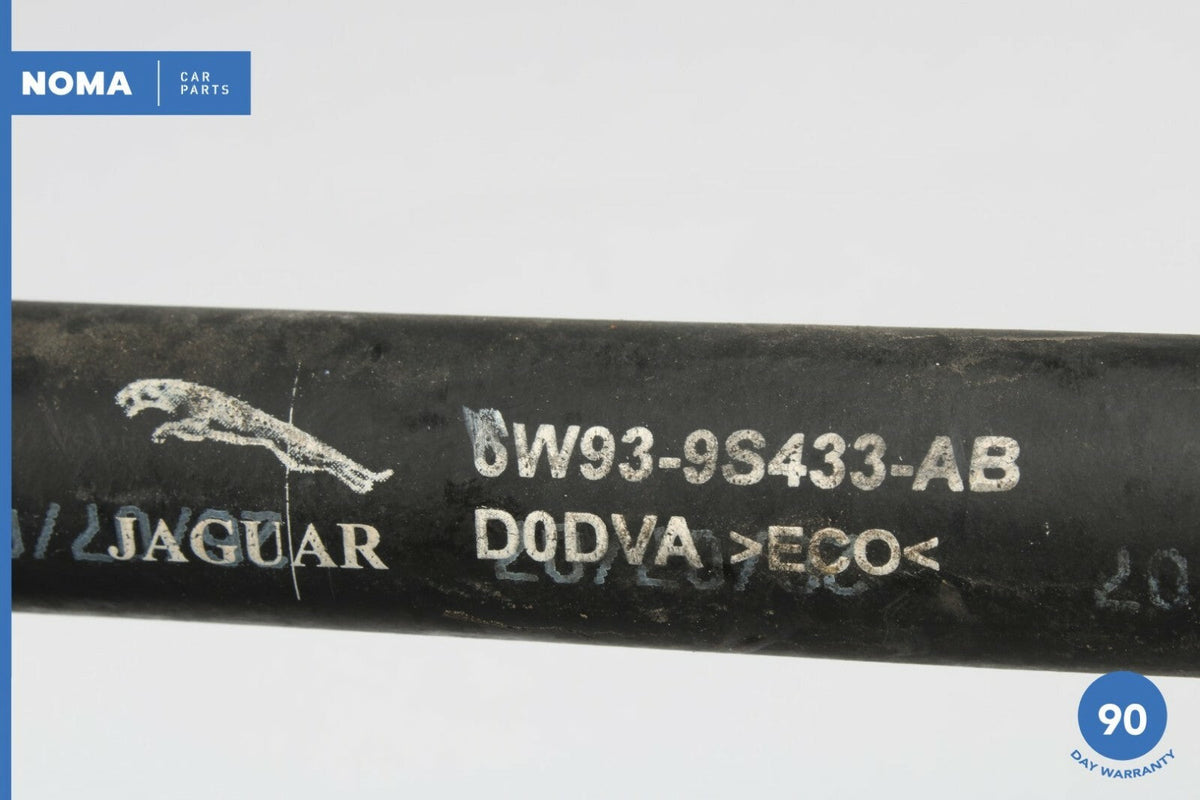 NOMA
CAR
PARTS
6W93-9S433-AB
JAGUAR
D0DVA >ECO<
90
DAY WARRANTY